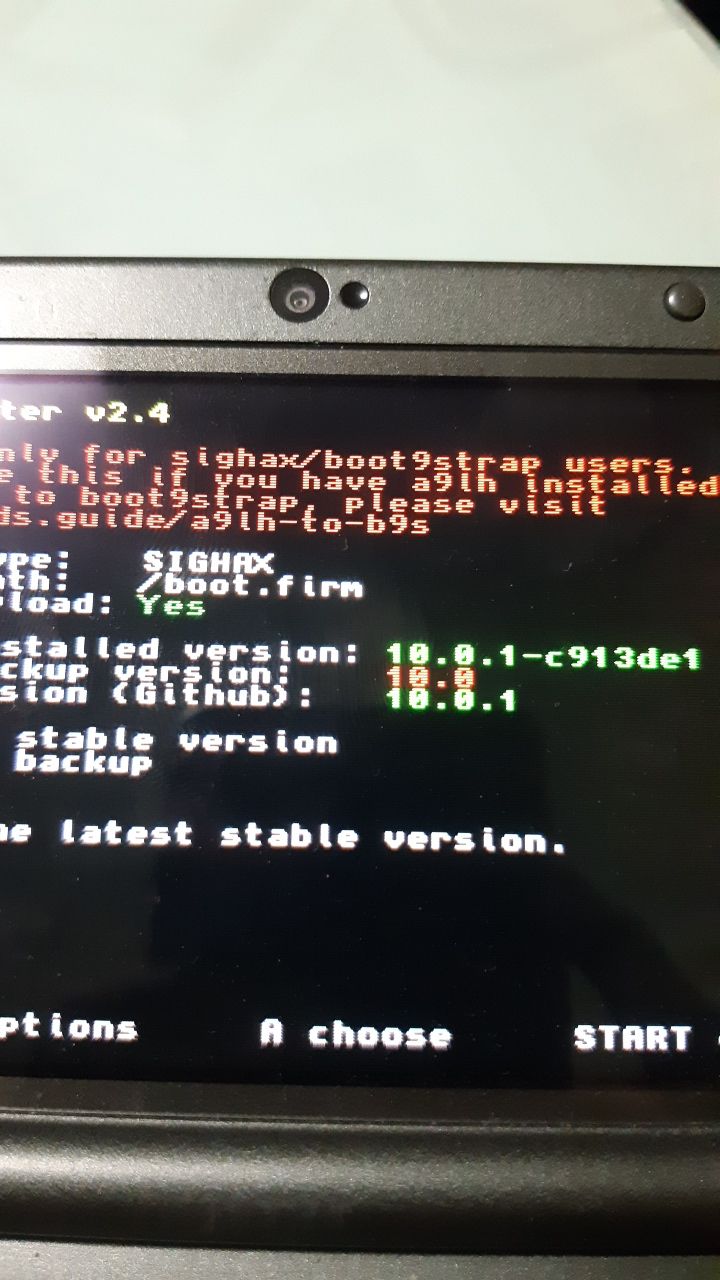 ter v2.4
nly for sighax/boot9strap users.
e this if you have a9lh installed
to boot9strap, please visit
ds.guide/a9lh-to-b9s
ype: SIGHAX
ath: /boot.firm
load: Yes
stalled version: 10.0.1-c913de1
ckup version: 10.0
sion (Github): 10.0.1
stable version
backup
he latest stable version.
ptions A choose START